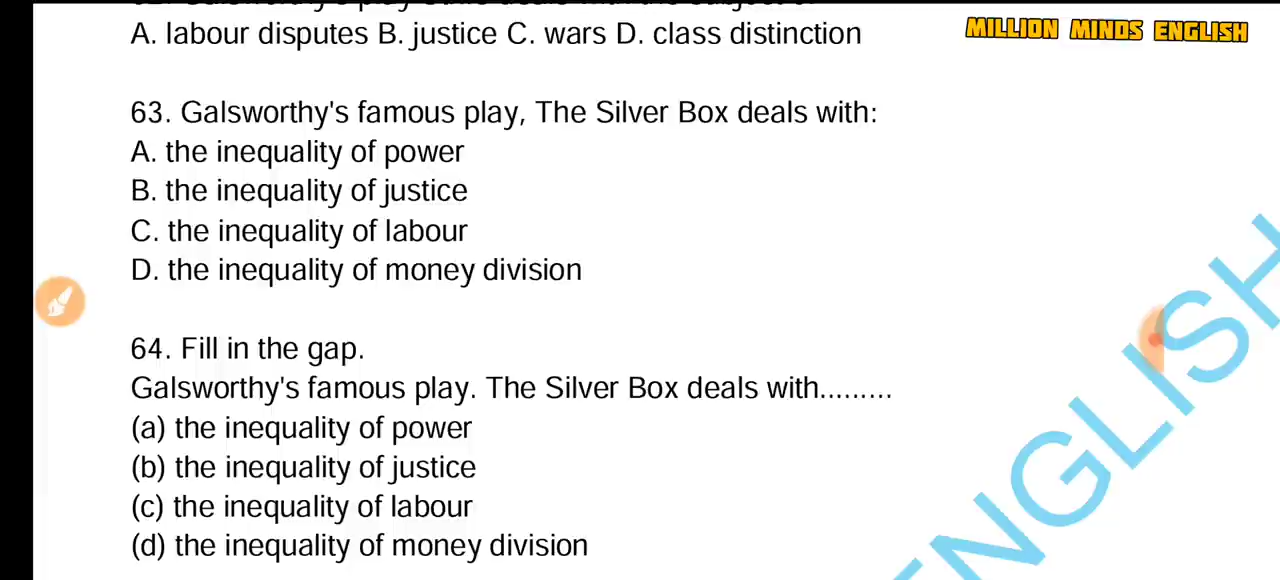 A. labour disputes B. justice C. wars D. class distinction
MILLION MINDS ENGLISH
63. Galsworthy's famous play, The Silver Box deals with:
A. the inequality of power
B. the inequality of justice
C. the inequality of labour
D. the inequality of money division
64. Fill in the gap.
Galsworthy's famous play. The Silver Box deals with.........
(a) the inequality of power
(b) the inequality of justice
(c) the inequality of labour
(d) the inequality of money division
ENGLISH